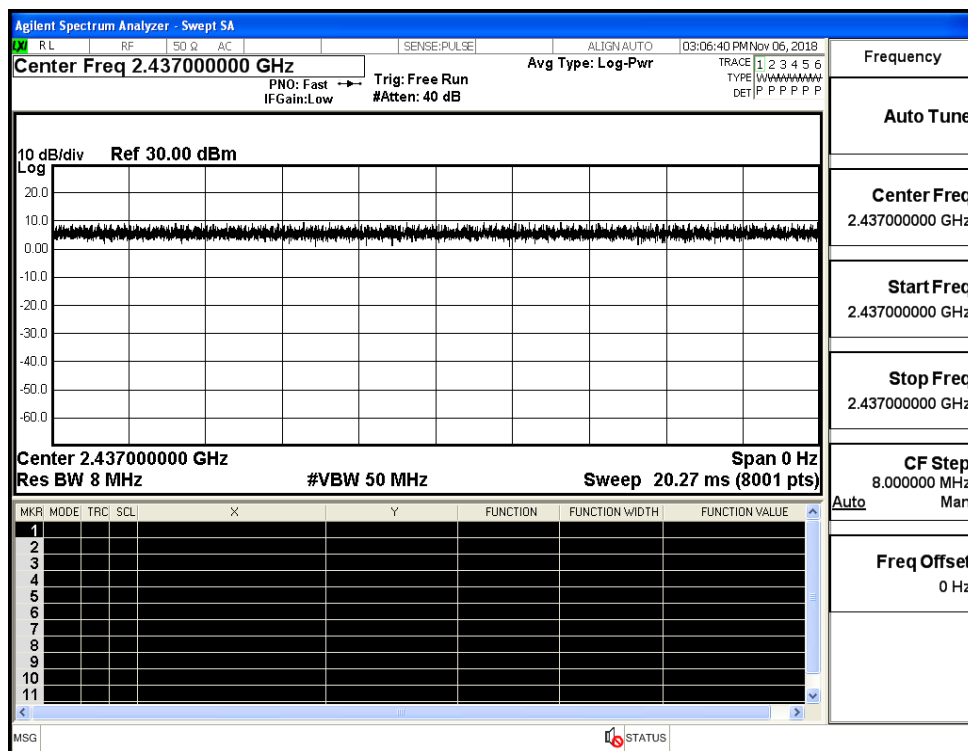 Agilent Spectrum Analyzer - Swept SA
LXI RL RF 50 Ω AC SENSE:PULSE ALIGN AUTO 03:06:40 PM Nov 06, 2018
Center Freq 2.437000000 GHz
Avg Type: Log-Pwr
TRACE 1 2 3 4 5 6
PNO: Fast
Trig: Free Run
TYPE WWWWWW
IFGain:Low
#Atten: 40 dB
DET P P P P P P
10 dB/div Ref 30.00 dBm
Log
20.0
10.0
0.00
-10.0
-20.0
-30.0
-40.0
-50.0
-60.0
Center 2.437000000 GHz Span 0 Hz
Res BW 8 MHz #VBW 50 MHz Sweep 20.27 ms (8001 pts)
MKR MODE TRC SCL X Y FUNCTION FUNCTION WIDTH FUNCTION VALUE
1
2
3
4
5
6
7
8
9
10
11
MSG STATUS
Frequency
Auto Tune
Center Freq
2.437000000 GHz
Start Freq
2.437000000 GHz
Stop Freq
2.437000000 GHz
CF Step
8.000000 MHz
Auto Man
Freq Offset
0 Hz